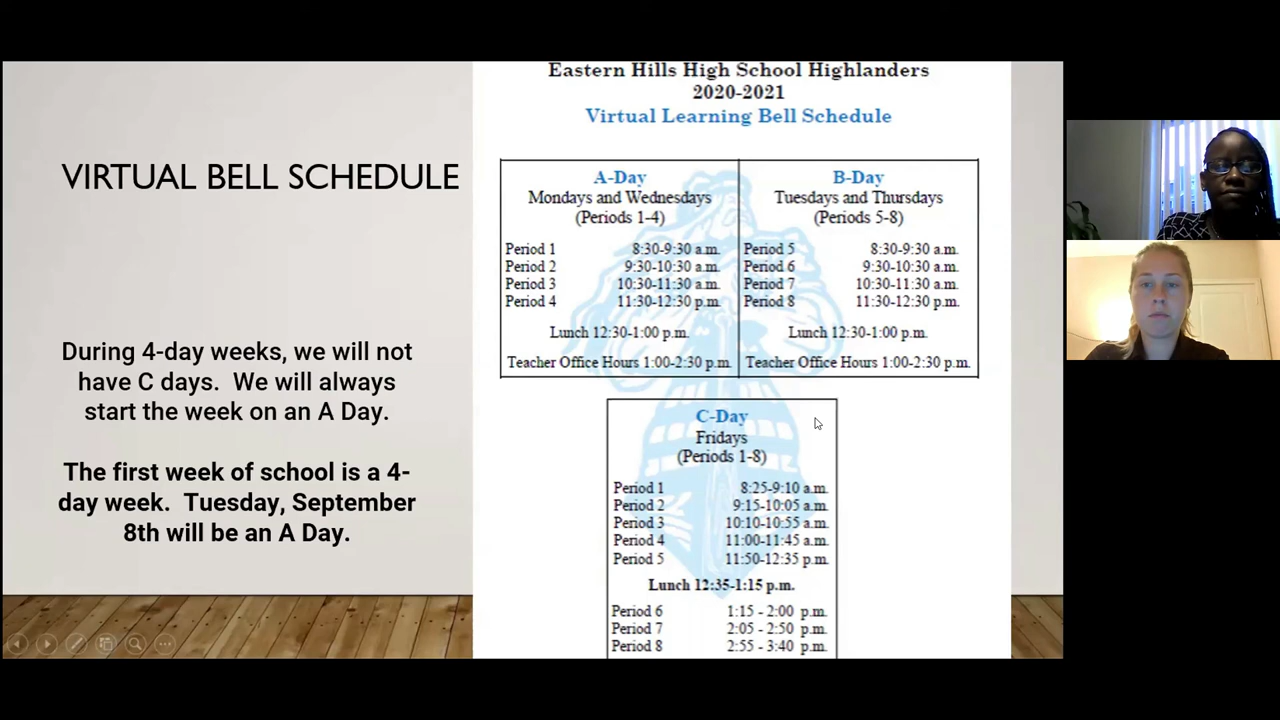 VIRTUAL BELL SCHEDULE
During 4-day weeks, we will not
have C days. We will always
start the week on an A Day.
The first week of school is a 4-
day week. Tuesday, September
8th will be an A Day.
Eastern Hills High School Highlanders
2020-2021
Virtual Learning Bell Schedule
A-Day
Mondays and Wednesdays
(Periods 1-4)
Period 1 8:30-9:30 a.m.
Period 2 9:30-10:30 a.m.
Period 3 10:30-11:30 a.m.
Period 4 11:30-12:30 p.m.
Lunch 12:30-1:00 p.m.
Teacher Office Hours 1:00-2:30 p.m.
B-Day
Tuesdays and Thursdays
(Periods 5-8)
Period 5 8:30-9:30 a.m.
Period 6 9:30-10:30 a.m.
Period 7 10:30-11:30 a.m.
Period 8 11:30-12:30 p.m.
Lunch 12:30-1:00 p.m.
Teacher Office Hours 1:00-2:30 p.m.
C-Day
Fridays
(Periods 1-8)
Period 1 8:25-9:10 a.m.
Period 2 9:15-10:05 a.m.
Period 3 10:10-10:55 a.m.
Period 4 11:00-11:45 a.m.
Period 5 11:50-12:35 p.m.
Lunch 12:35-1:15 p.m.
Period 6 1:15 - 2:00 p.m.
Period 7 2:05 - 2:50 p.m.
Period 8 2:55 - 3:40 p.m.